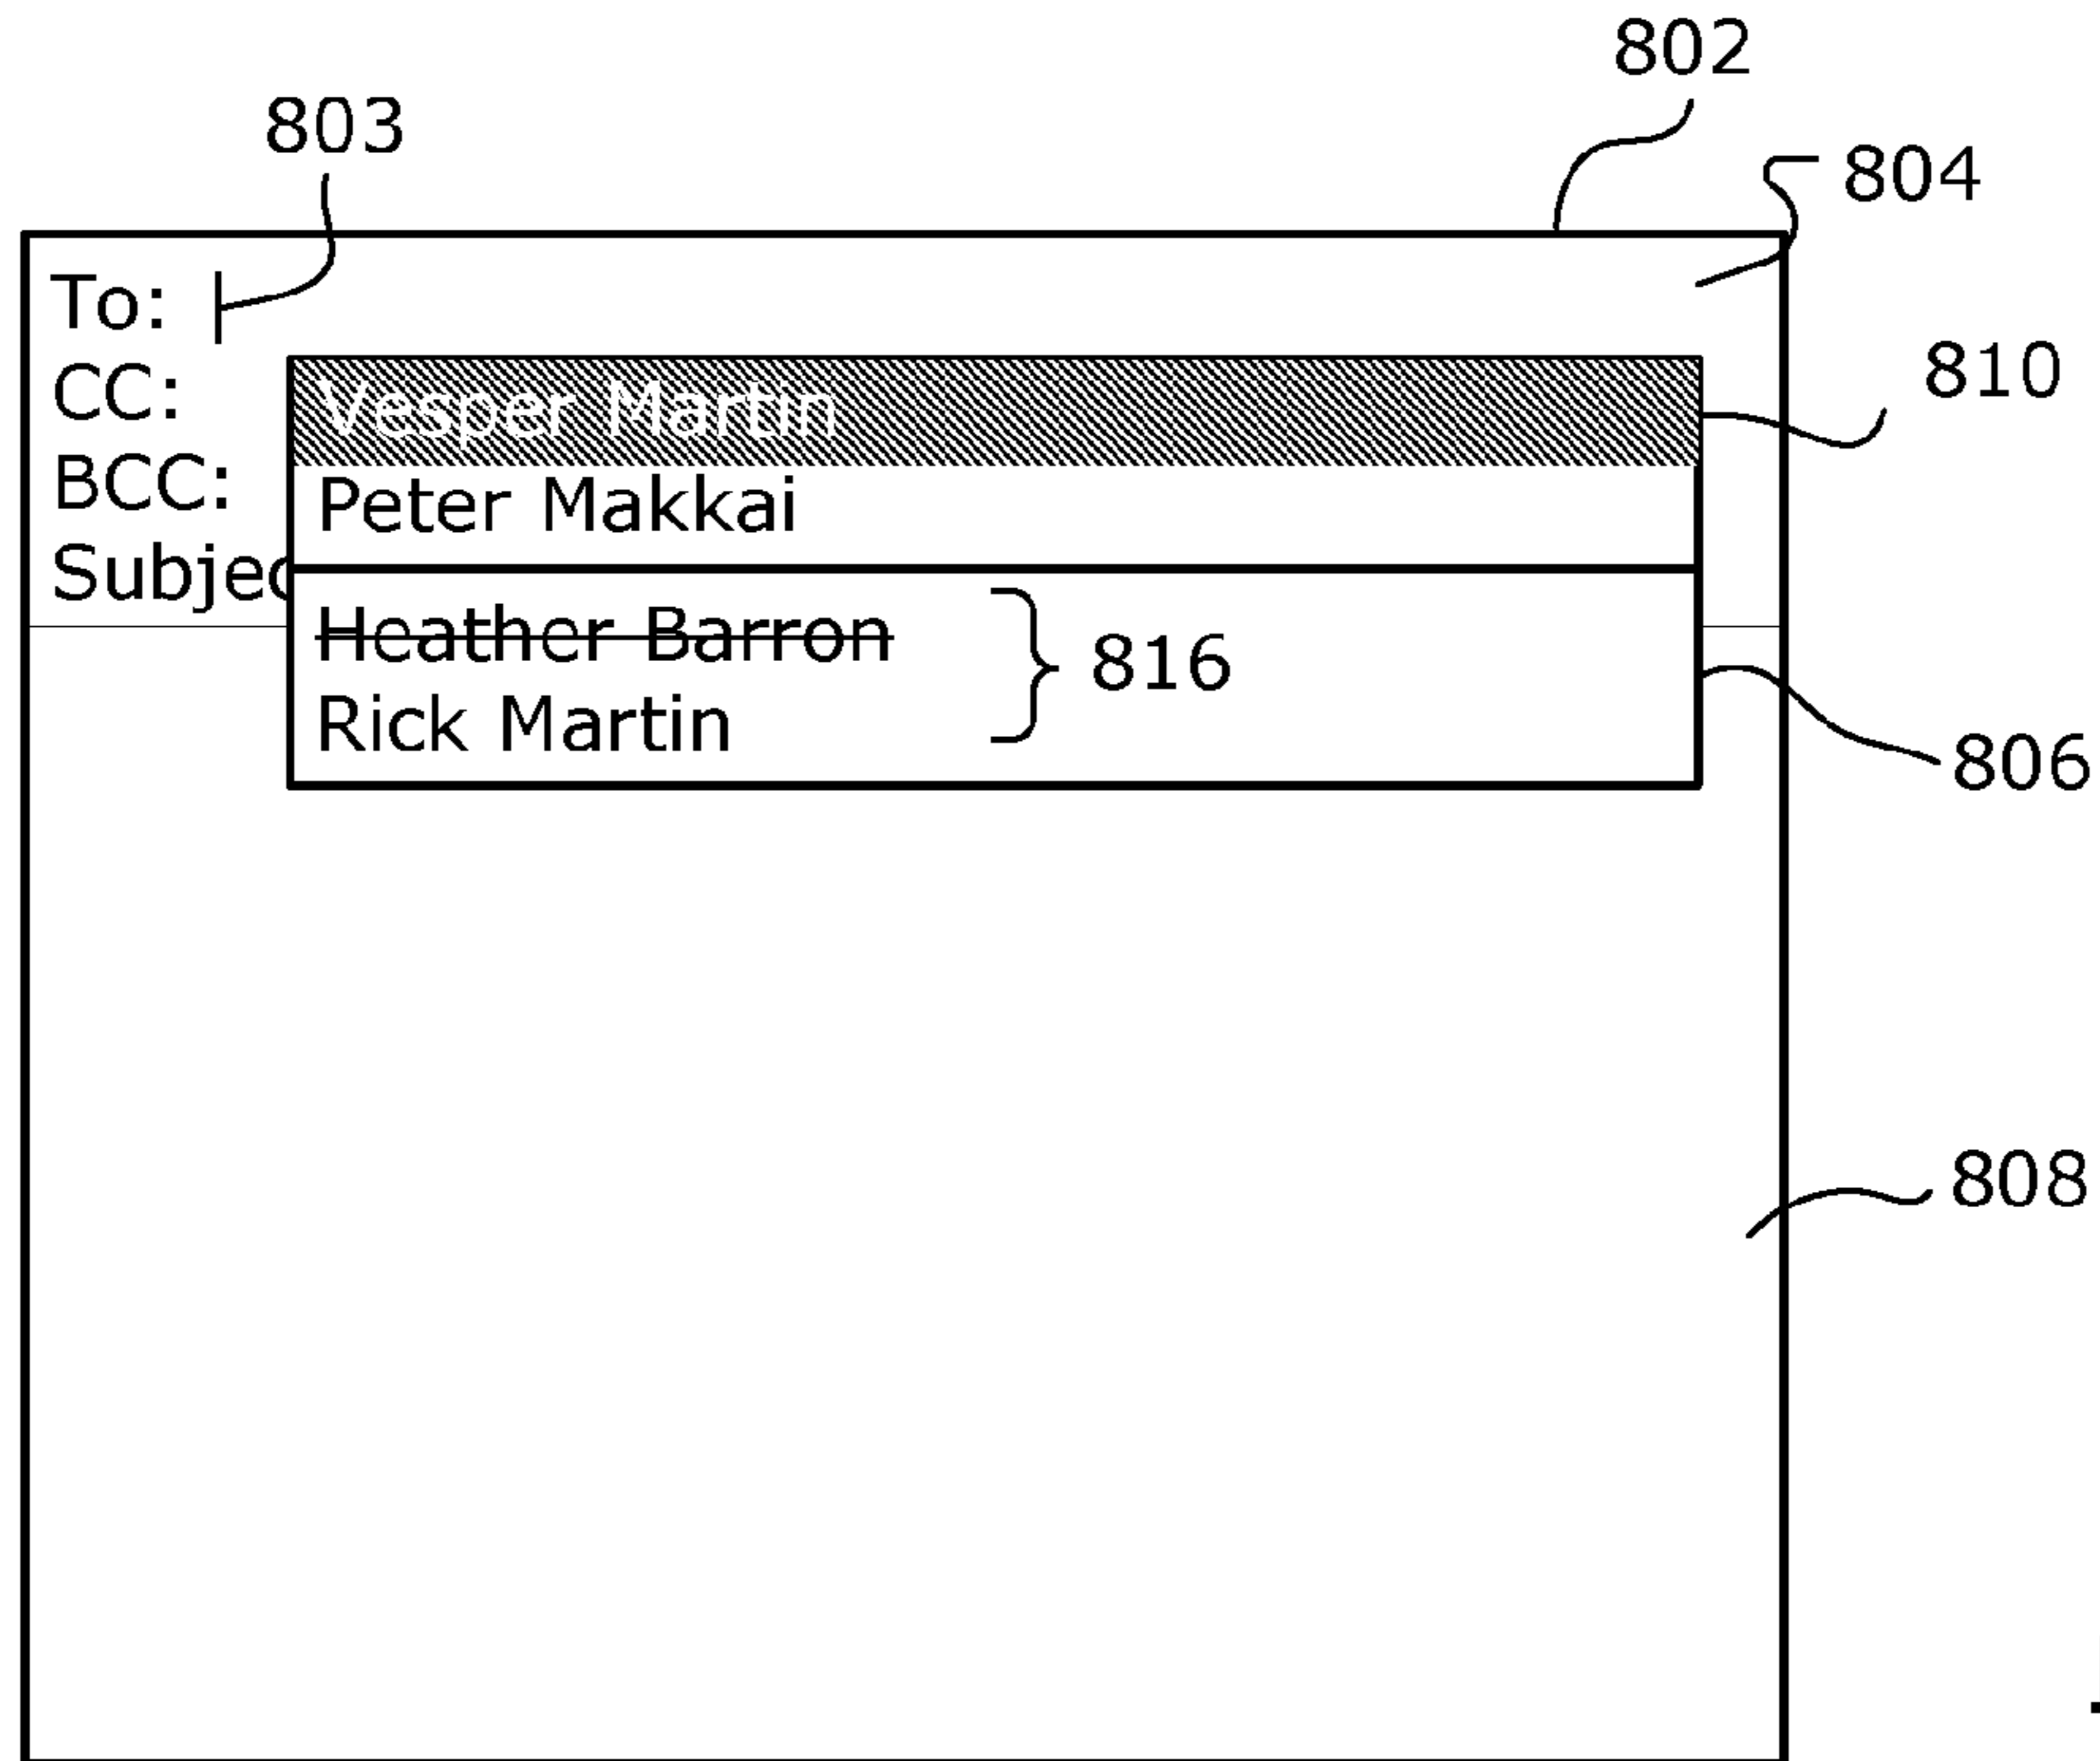 802
803
804
To:
CC:
810
Vesper Martin
BCC:
Peter Makkai
Subjec
Heather Barron
816
Rick Martin
806
808